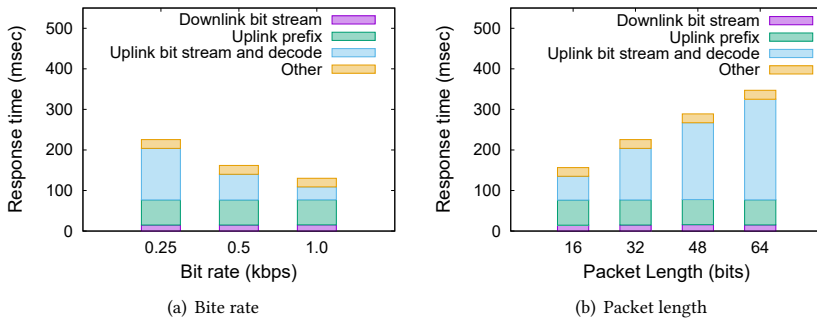 Response time (msec)
500
400
300
200
100
0
Downlink bit stream
Uplink prefix
Uplink bit stream and decode
Other
0.25 0.5 1.0
Bit rate (kbps)
(a) Bite rate
Response time (msec)
500
400
300
200
100
0
Downlink bit stream
Uplink prefix
Uplink bit stream and decode
Other
16 32 48 64
Packet Length (bits)
(b) Packet length